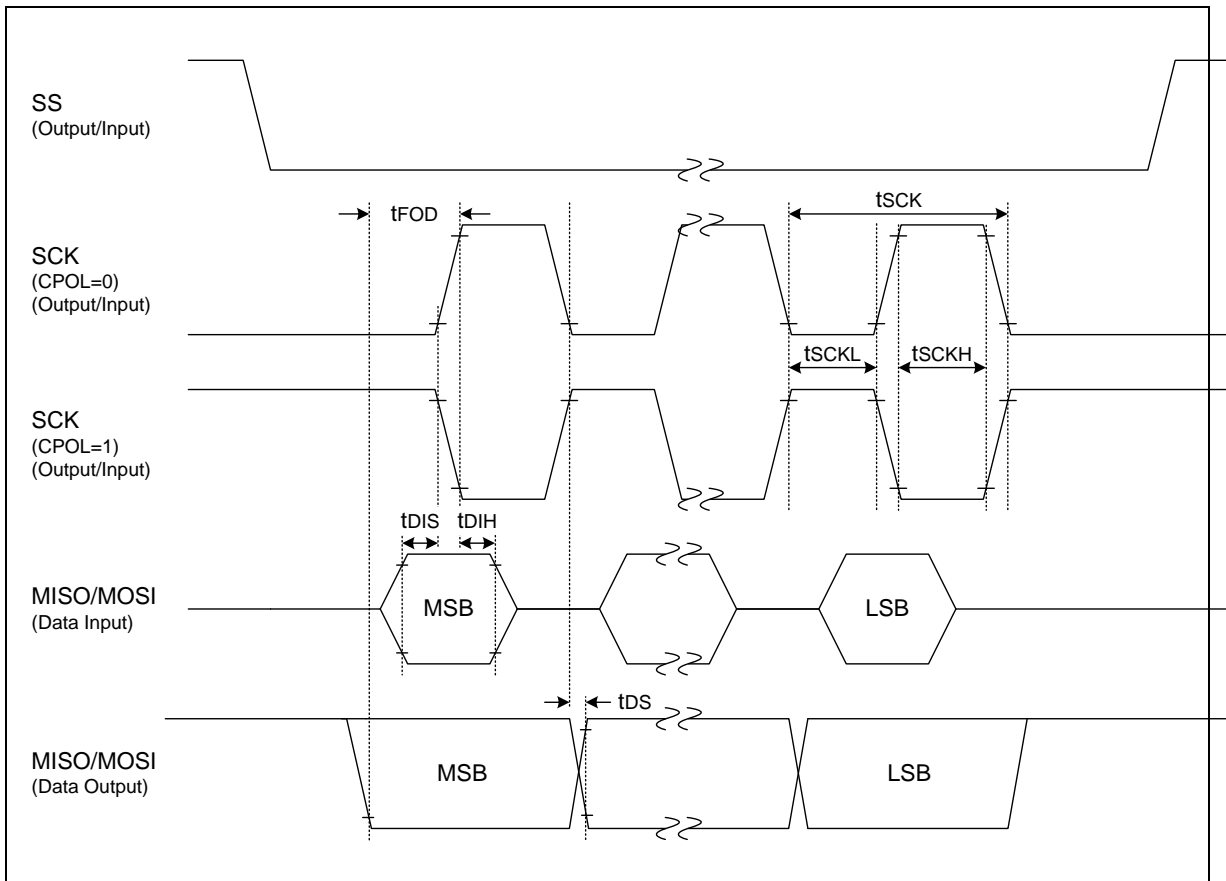 SS
(Output/Input)
tFOD
tSCK
SCK
(CPOL=0)
(Output/Input)
tSCKL
tSCKH
SCK
(CPOL=1)
(Output/Input)
tDIS
tDIH
MISO/MOSI
(Data Input)
MSB
LSB
tDS
MISO/MOSI
(Data Output)
MSB
LSB